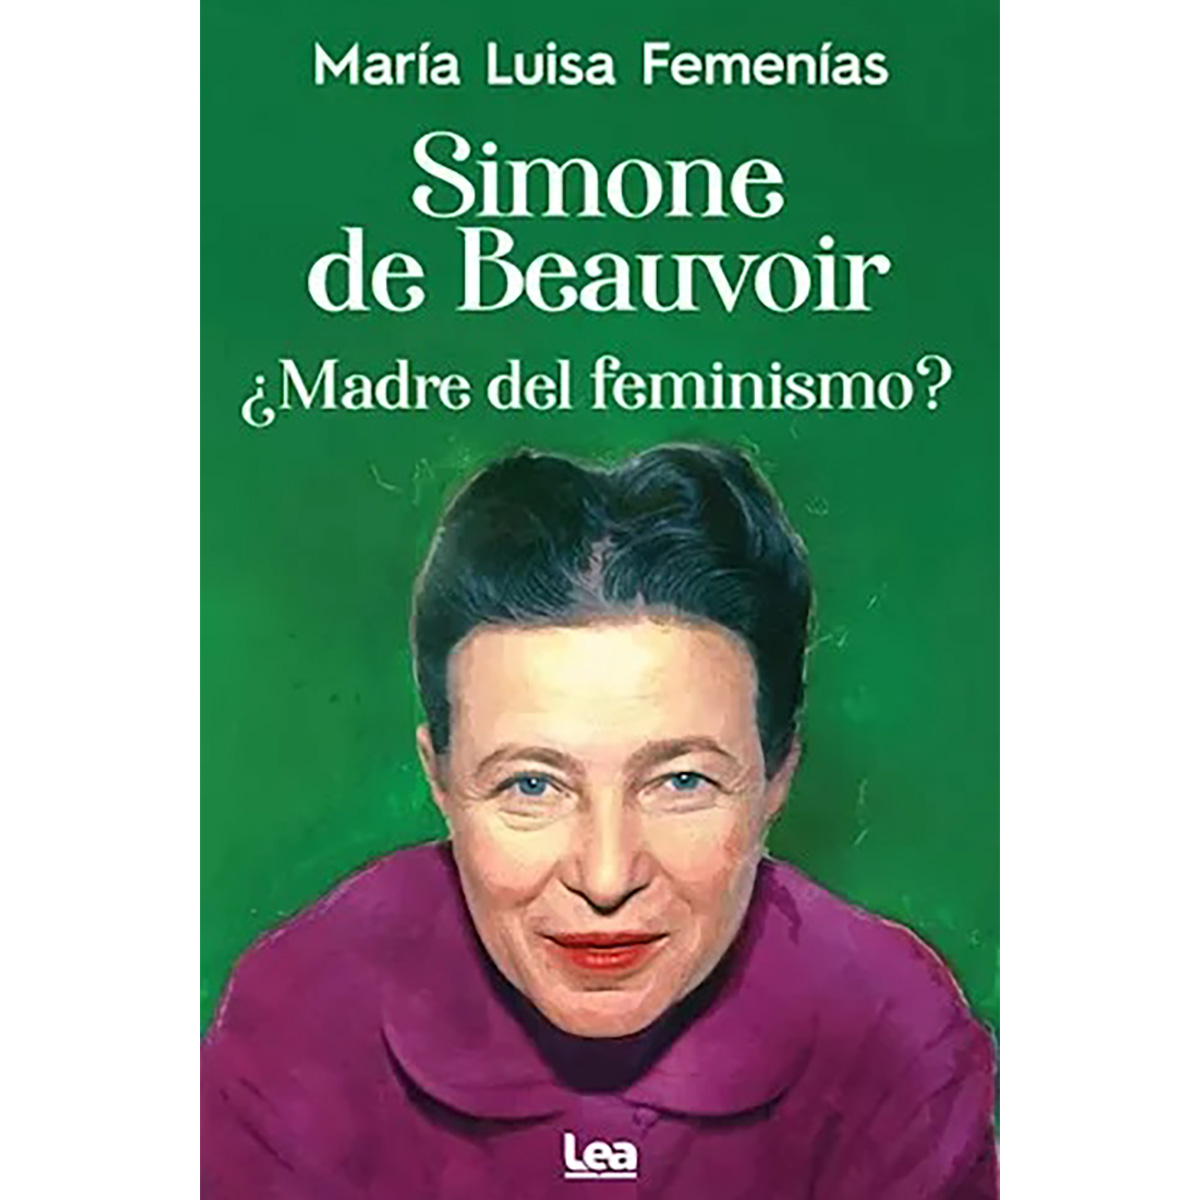 María Luisa Femenías
Simone
de Beauvoir
¿Madre del feminismo?
Lea